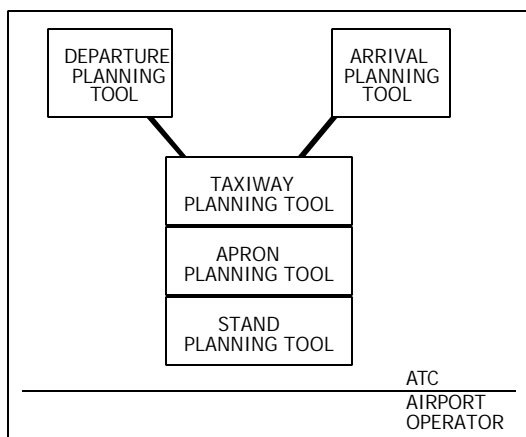 DEPARTURE
PLANNING
TOOL
ARRIVAL
PLANNING
TOOL
TAXIWAY
PLANNING TOOL
APRON
PLANNING TOOL
STAND
PLANNING TOOL
ATC
AIRPORT
OPERATOR